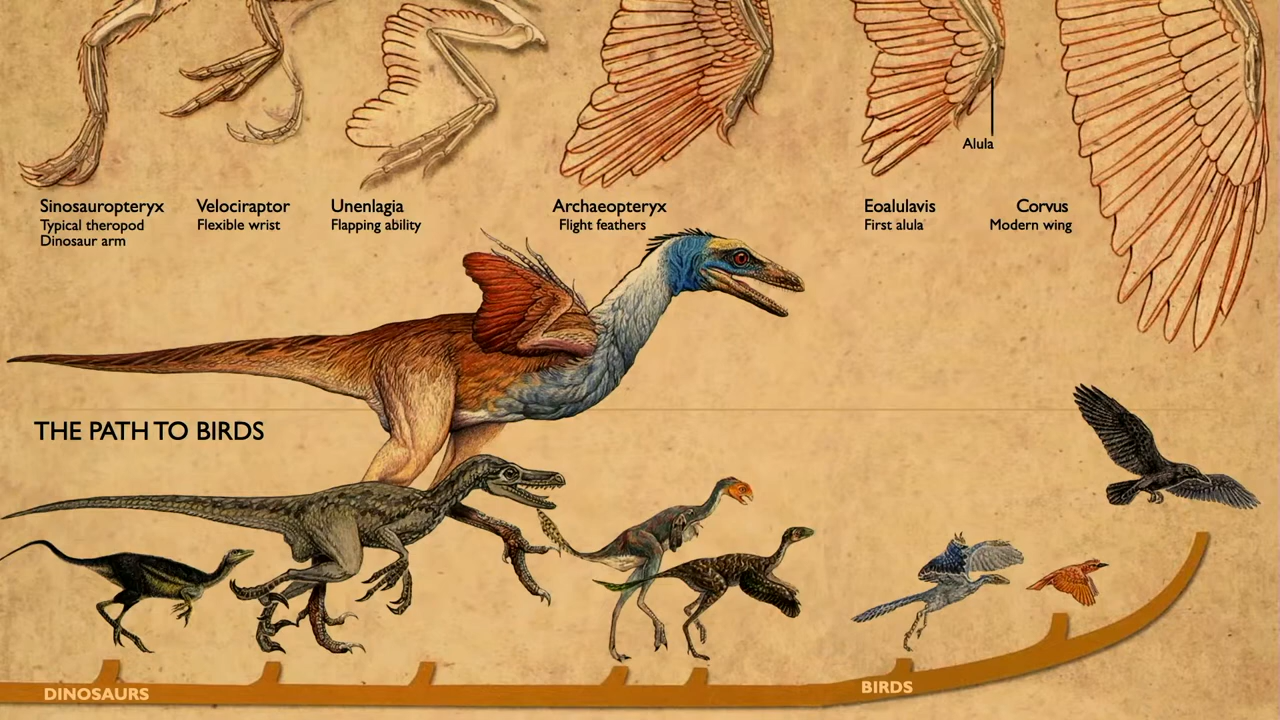 Alula
Sinosauropteryx
Typical theropod
Dinosaur arm
Velociraptor
Flexible wrist
Unenlagia
Flapping ability
Archaeopteryx
Flight feathers
Eoalulavis
First alula
Corvus
Modern wing
THE PATH TO BIRDS
DINOSAURS
BIRDS